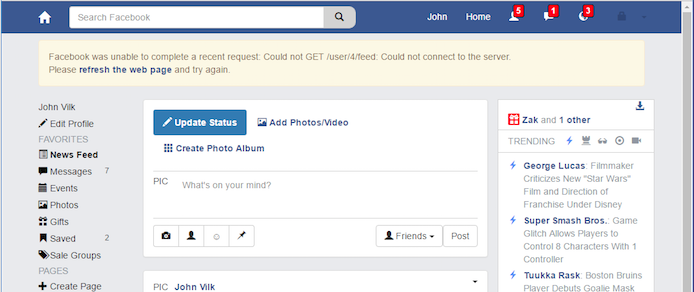 Search Facebook
John
Home
5
1
3
Facebook was unable to complete a recent request: Could not GET /user/4/feed: Could not connect to the server.
Please refresh the web page and try again.
John Vilk
Edit Profile
FAVORITES
News Feed
Messages 7
Events
Photos
Gifts
Saved 2
Sale Groups
PAGES
Create Page
Update Status
Add Photos/Video
Create Photo Album
PIC
What's on your mind?
Friends
Post
PIC John Vilk
Zak and 1 other
TRENDING
George Lucas: Filmmaker
Criticizes New "Star Wars"
Film and Direction of
Franchise Under Disney
Super Smash Bros.: Game
Glitch Allows Players to
Control 8 Characters With 1
Controller
Tuukka Rask: Boston Bruins
Player Debuts Goalie Mask